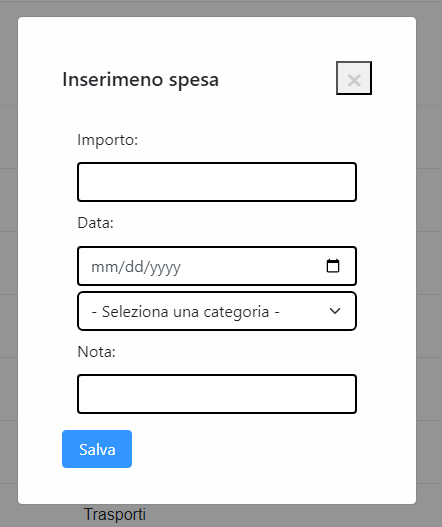 Inserimeno spesa ×
Importo:
Data:
mm/dd/yyyy
- Seleziona una categoria -
Nota:
Salva
Trasporti